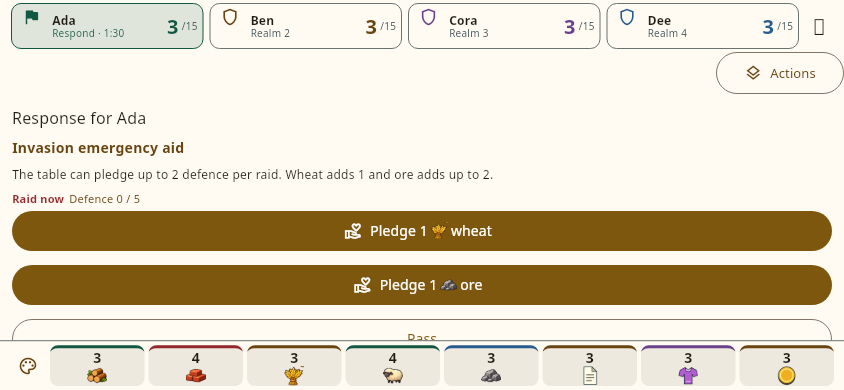 Ada
Respond · 1:30
3 /15
Ben
Realm 2
3 /15
Cora
Realm 3
3 /15
Dee
Realm 4
3 /15
Actions
Response for Ada
Invasion emergency aid
The table can pledge up to 2 defence per raid. Wheat adds 1 and ore adds up to 2.
Raid now Defence 0 / 5
Pledge 1 wheat
Pledge 1 ore
Pass
3 4 3 4 3 3 3 3